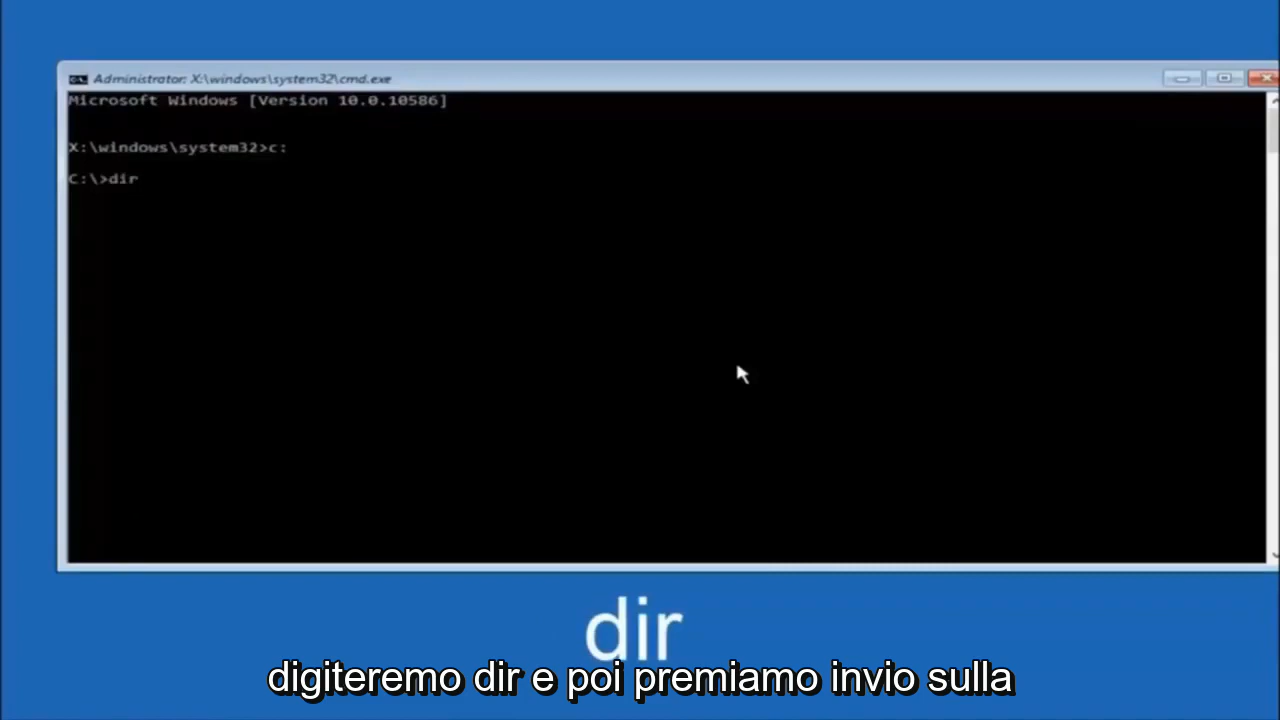 Administrator: X:\windows\system32\cmd.exe
Microsoft Windows [Version 10.0.10586]
X:\windows\system32>c:
C:\>dir
dir
digiteremo dir e poi premiamo invio sulla